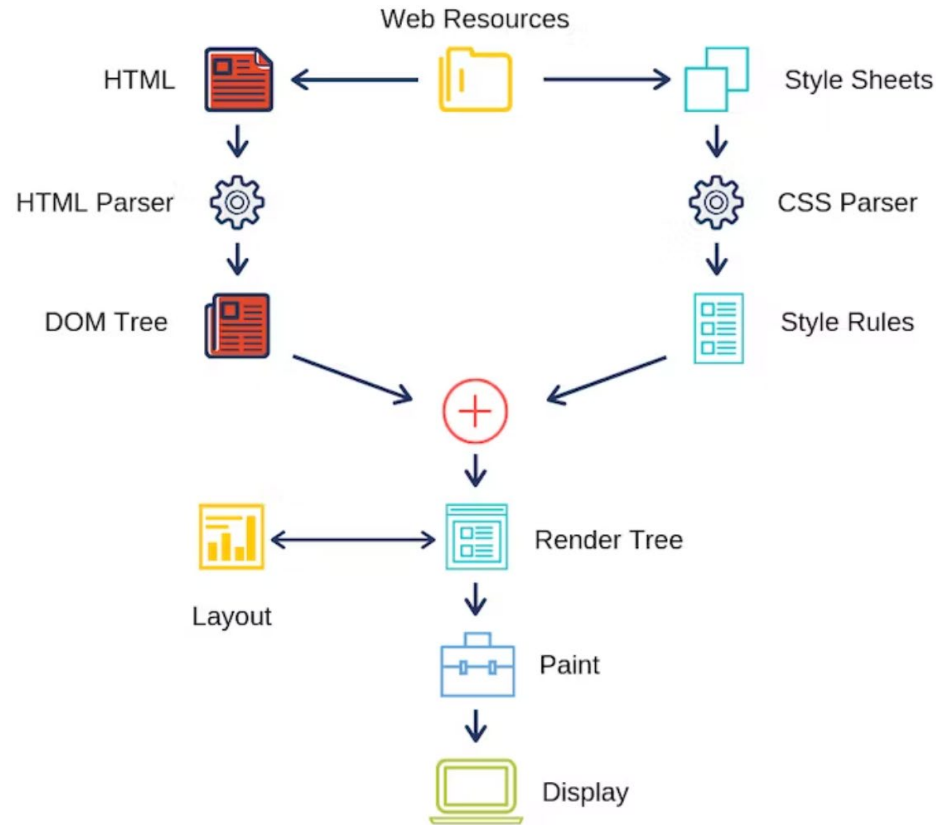 Web Resources
HTML
Style Sheets
HTML Parser
CSS Parser
DOM Tree
Style Rules
Render Tree
Layout
Paint
Display